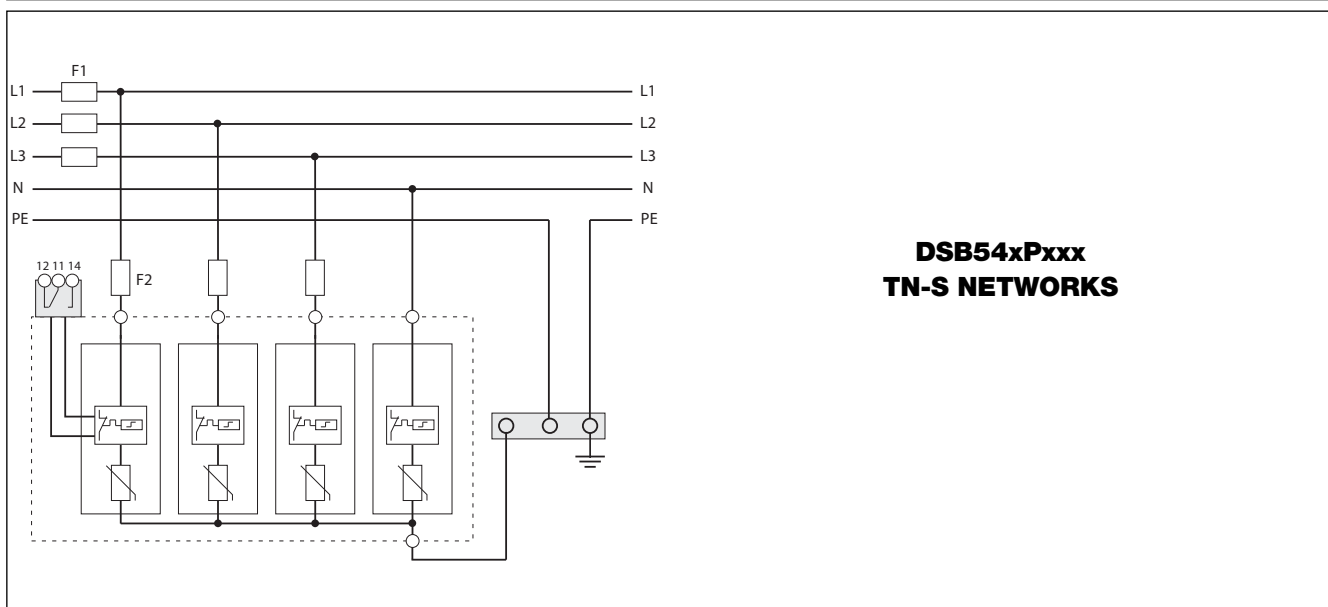 F1
L1 L1
L2 L2
L3 L3
N N
PE PE
12 11 14
F2
DSB54xPxxx
TN-S NETWORKS